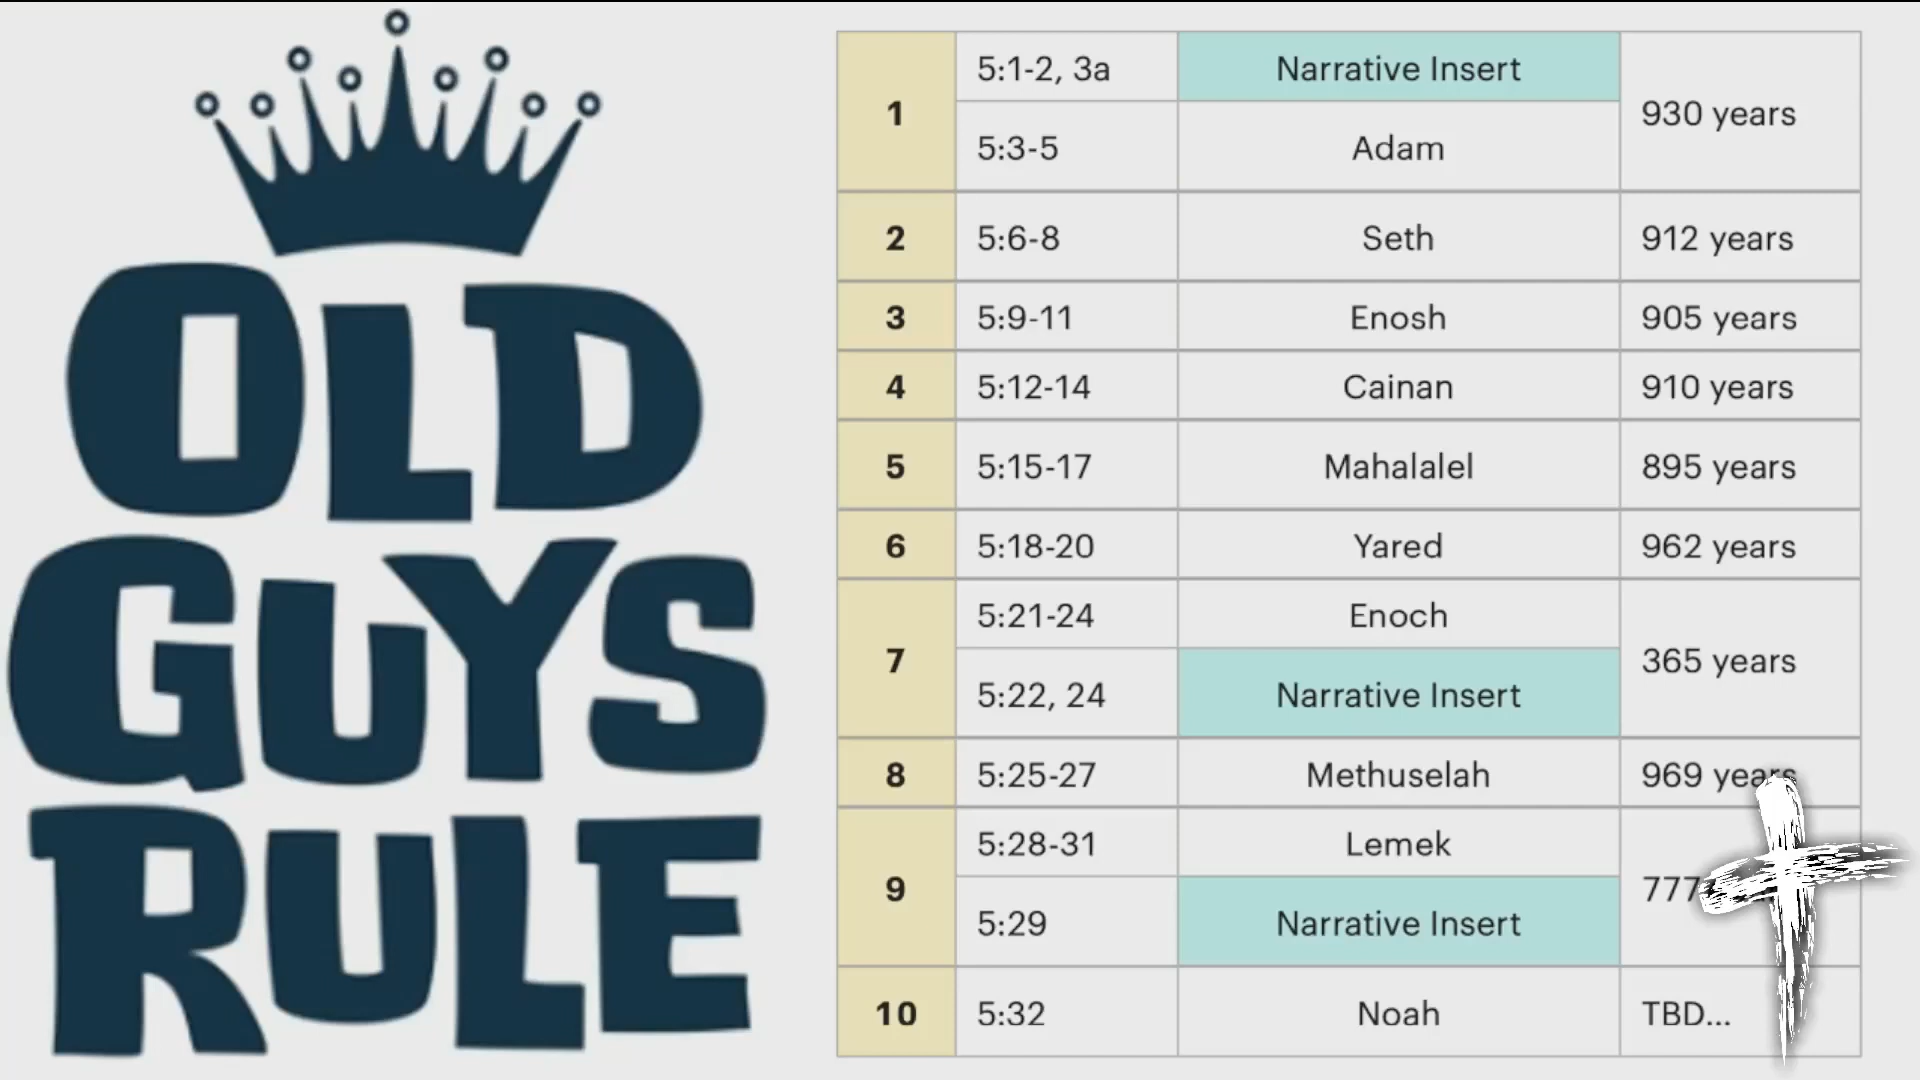 OLD
GUYS
RULE
1 5:1-2, 3a Narrative Insert 930 years
5:3-5 Adam
2 5:6-8 Seth 912 years
3 5:9-11 Enosh 905 years
4 5:12-14 Cainan 910 years
5 5:15-17 Mahalalel 895 years
6 5:18-20 Yared 962 years
7 5:21-24 Enoch 365 years
5:22, 24 Narrative Insert
8 5:25-27 Methuselah 969 years
9 5:28-31 Lemek 777
5:29 Narrative Insert
10 5:32 Noah TBD...